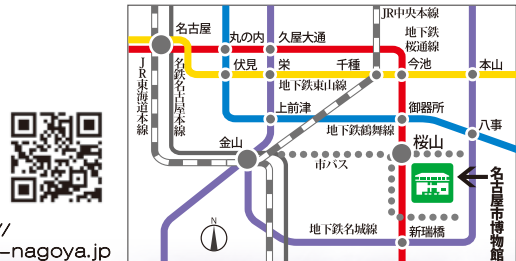 JR中央本線
名古屋
丸の内
久屋大通
地下鉄
桜通線
伏見
栄
千種
今池
本山
地下鉄東山線
JR東海道本線
名鉄名古屋本線
上前津
御器所
地下鉄鶴舞線
八事
金山
桜山
市バス
名古屋市博物館
N
地下鉄名城線
新瑞橋
//
-nagoya.jp